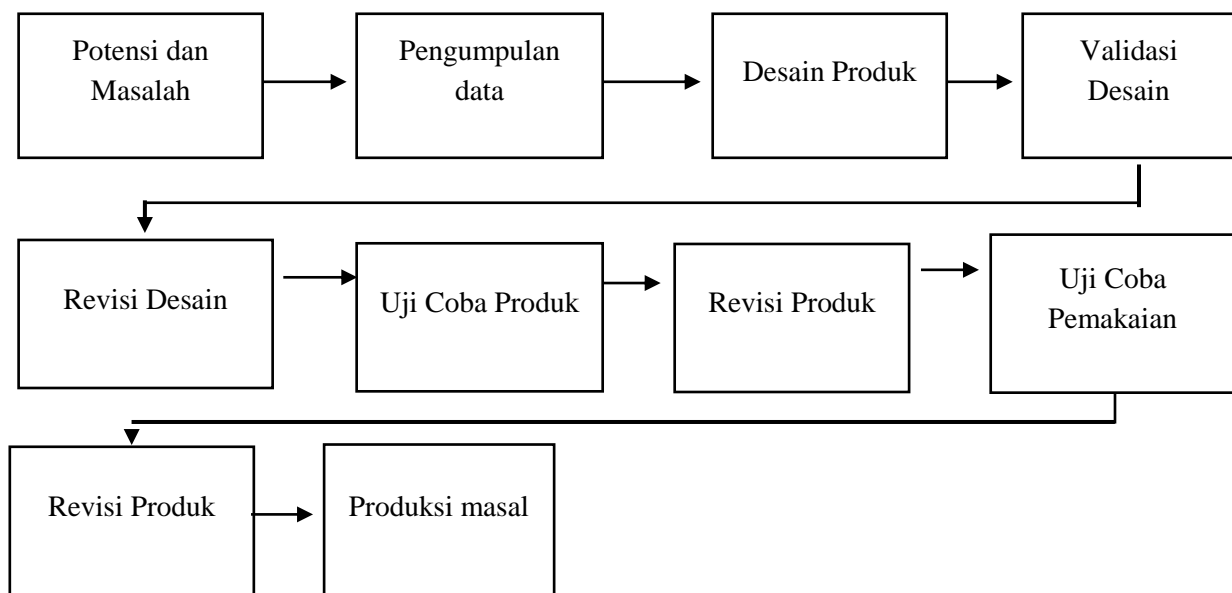 Potensi dan
Masalah
Pengumpulan
data
Desain Produk
Validasi
Desain
Revisi Desain
Uji Coba Produk
Revisi Produk
Uji Coba
Pemakaian
Revisi Produk
Produksi masal